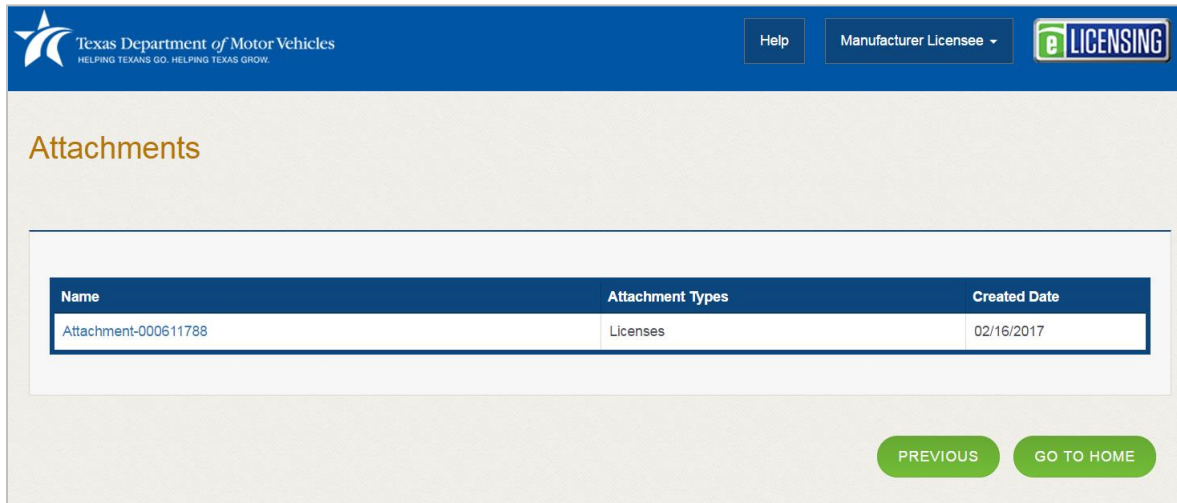 Texas Department of Motor Vehicles
HELPING TEXANS GO. HELPING TEXAS GROW.
Help
Manufacturer Licensee
e LICENSING
Attachments
Name Attachment Types Created Date
Attachment-000611788 Licenses 02/16/2017
PREVIOUS GO TO HOME